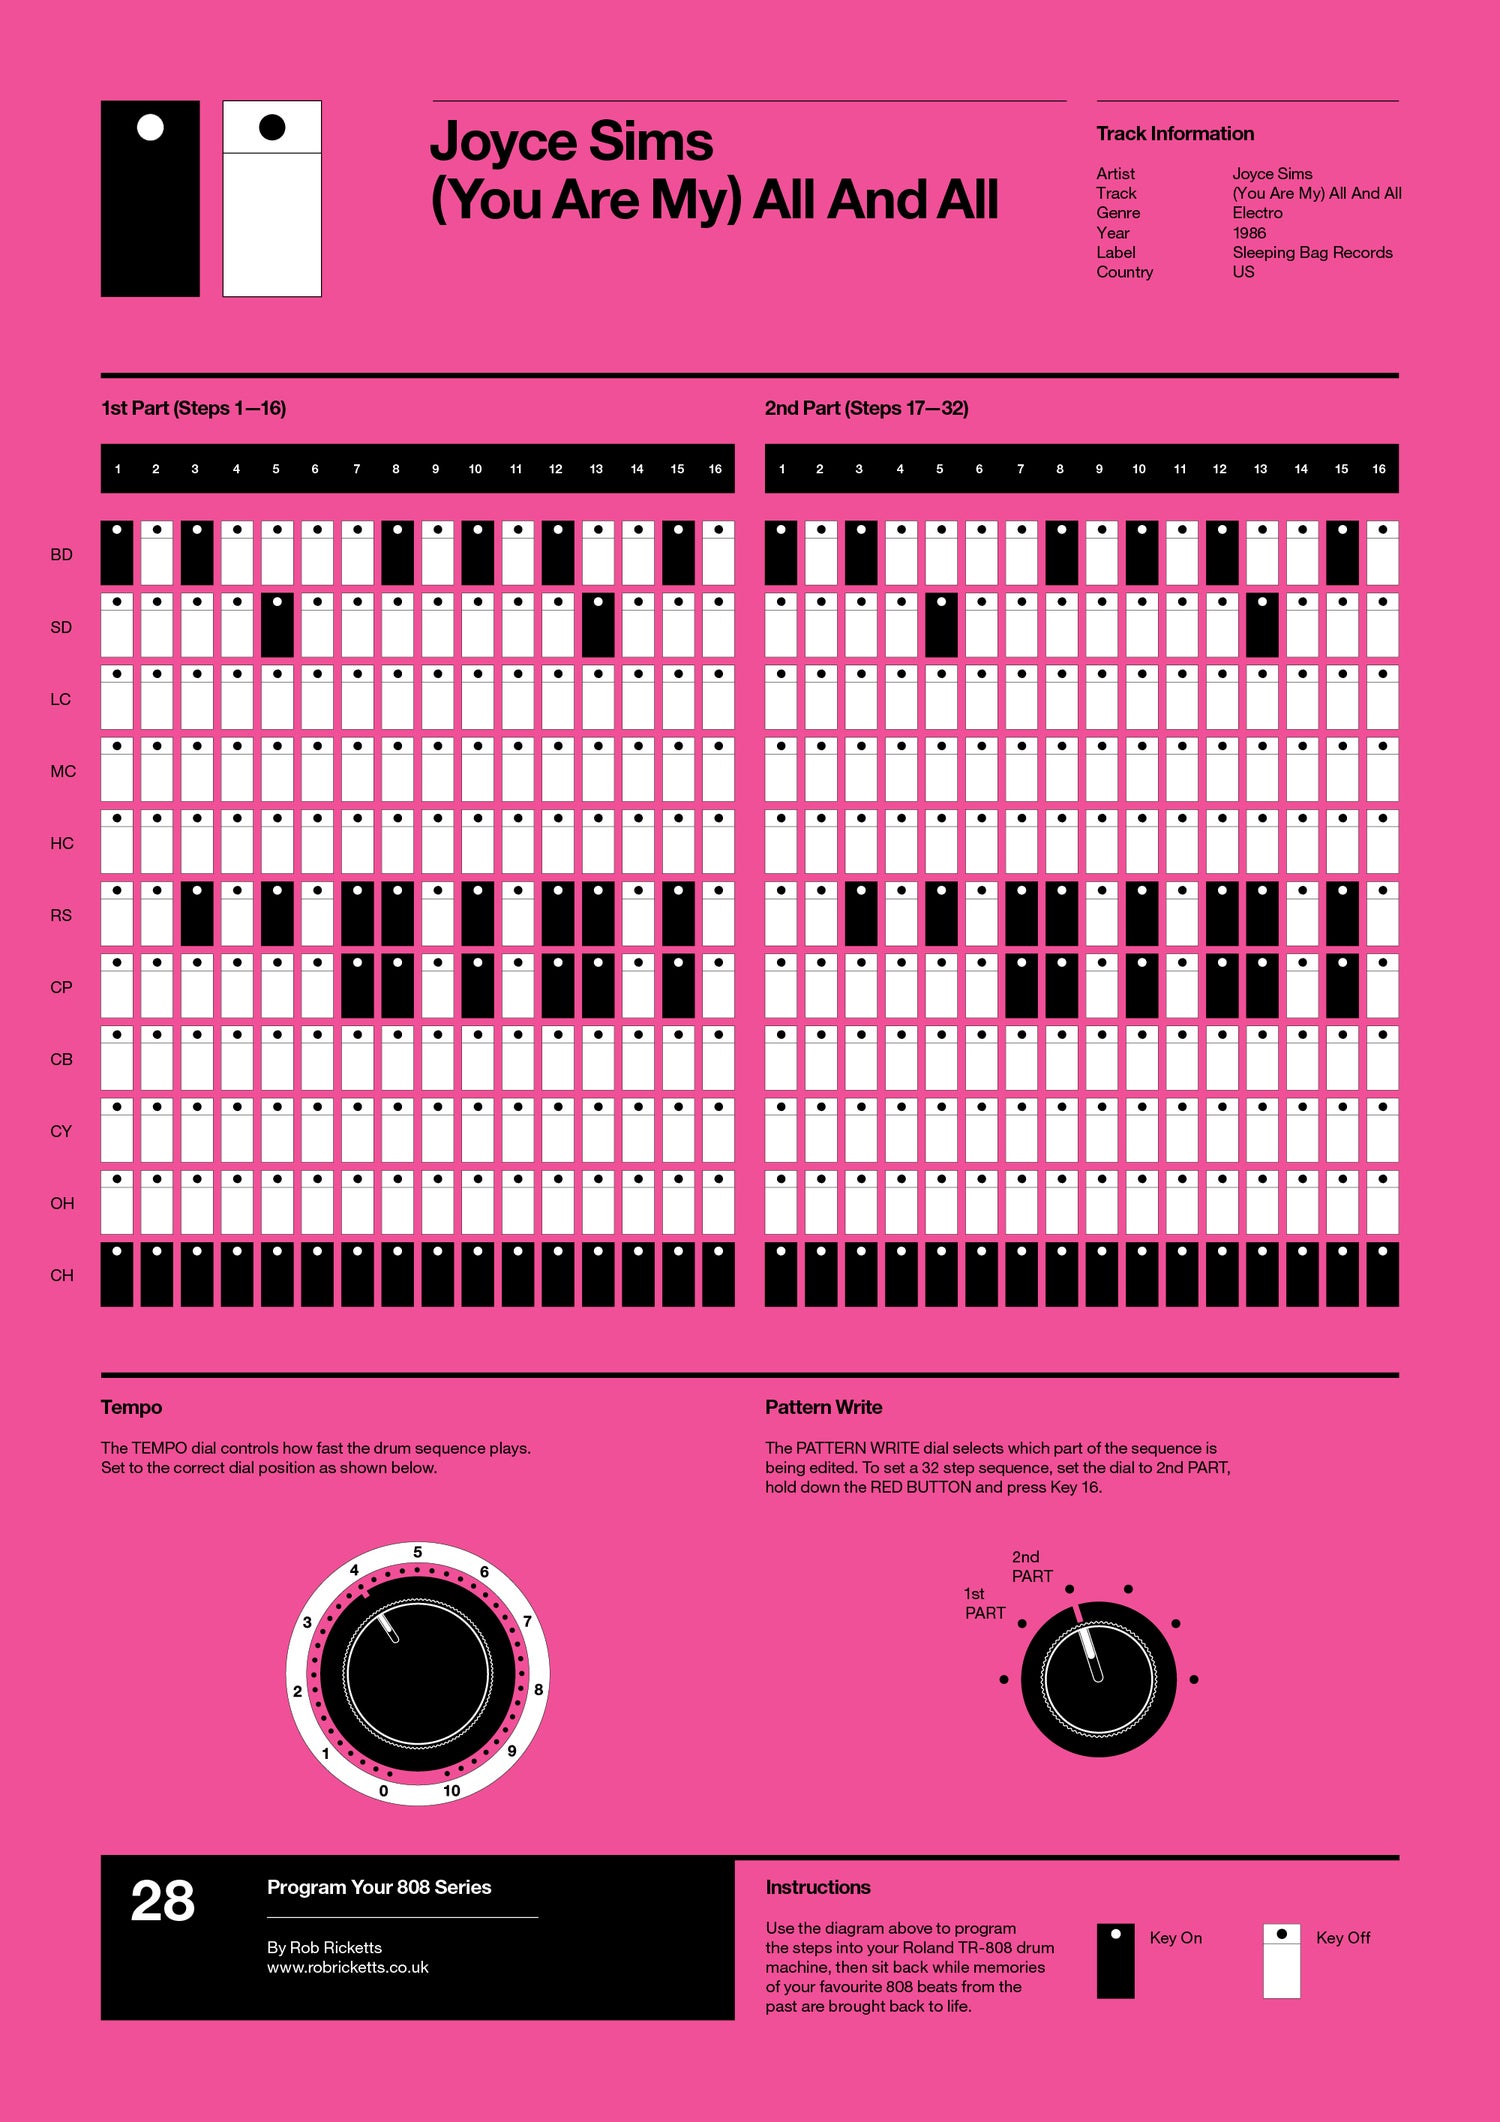 Joyce Sims
(You Are My) All And All
Track Information
Artist Joyce Sims
Track (You Are My) All And All
Genre Electro
Year 1986
Label Sleeping Bag Records
Country US
1st Part (Steps 1—16)
1 2 3 4 5 6 7 8 9 10 11 12 13 14 15 16
2nd Part (Steps 17—32)
1 2 3 4 5 6 7 8 9 10 11 12 13 14 15 16
BD
SD
LC
MC
HC
RS
CP
CB
CY
OH
CH
Tempo
The TEMPO dial controls how fast the drum sequence plays.
Set to the correct dial position as shown below.
0 1 2 3 4 5 6 7 8 9 10
Pattern Write
The PATTERN WRITE dial selects which part of the sequence is
being edited. To set a 32 step sequence, set the dial to 2nd PART,
hold down the RED BUTTON and press Key 16.
1st
PART
2nd
PART
28
Program Your 808 Series
By Rob Ricketts
www.robricketts.co.uk
Instructions
Use the diagram above to program
the steps into your Roland TR-808 drum
machine, then sit back while memories
of your favourite 808 beats from the
past are brought back to life.
Key On
Key Off